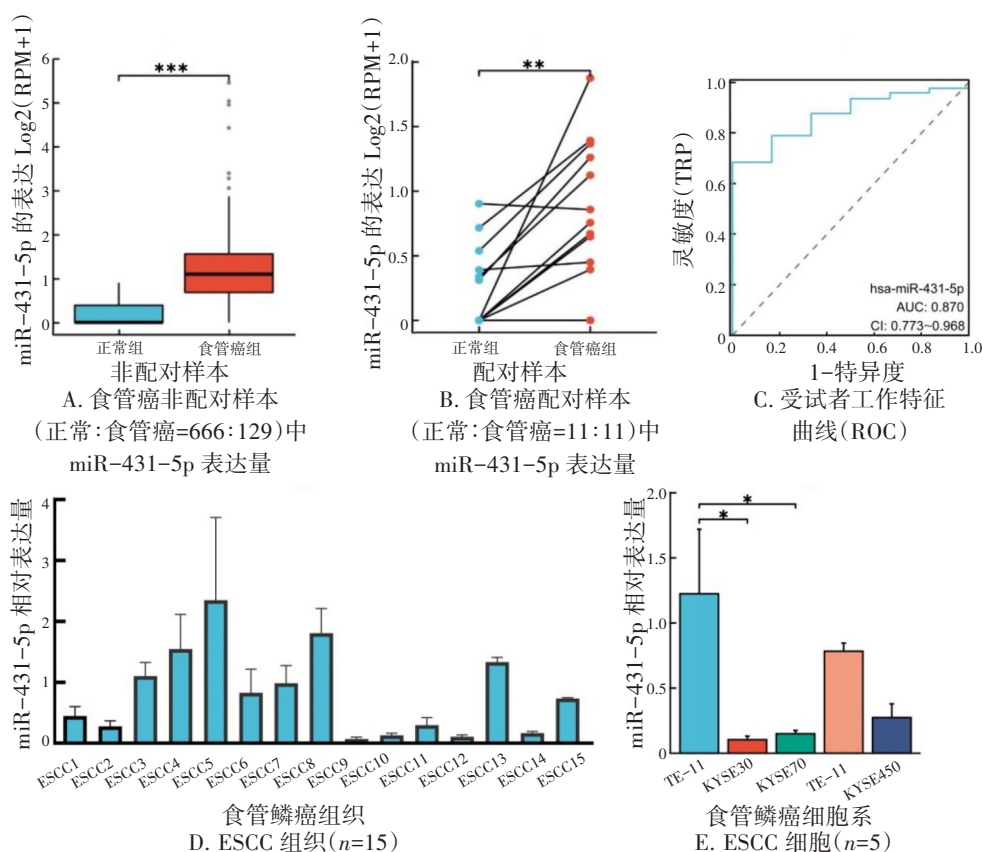 miR-431-5p 的表达 Log2(RPM+1)
6
5
4
3
2
1
0
***
正常组
食管癌组
非配对样本
A. 食管癌非配对样本
(正常:食管癌=666:129)中
miR-431-5p 表达量
miR-431-5p 的表达 Log2(RPM+1)
2.0
1.5
1.0
0.5
0
**
正常组
食管癌组
配对样本
B. 食管癌配对样本
(正常:食管癌=11:11)中
miR-431-5p 表达量
灵敏度(TRP)
1.0
0.8
0.6
0.4
0.2
0
hsa-miR-431-5p
AUC: 0.870
CI: 0.773~0.968
0 0.2 0.4 0.6 0.8 1.0
1-特异度
C. 受试者工作特征
曲线(ROC)
miR-431-5p 相对表达量
4
3
2
1
0
ESCC1 ESCC2 ESCC3 ESCC4 ESCC5 ESCC6 ESCC7 ESCC8 ESCC9 ESCC10 ESCC11 ESCC12 ESCC13 ESCC14 ESCC15
食管鳞癌组织
D. ESCC 组织(n=15)
miR-431-5p 相对表达量
2.0
1.5
1.0
0.5
0
*
*
TE-11 KYSE30 KYSE70 TE-11 KYSE450
食管鳞癌细胞系
E. ESCC 细胞(n=5)